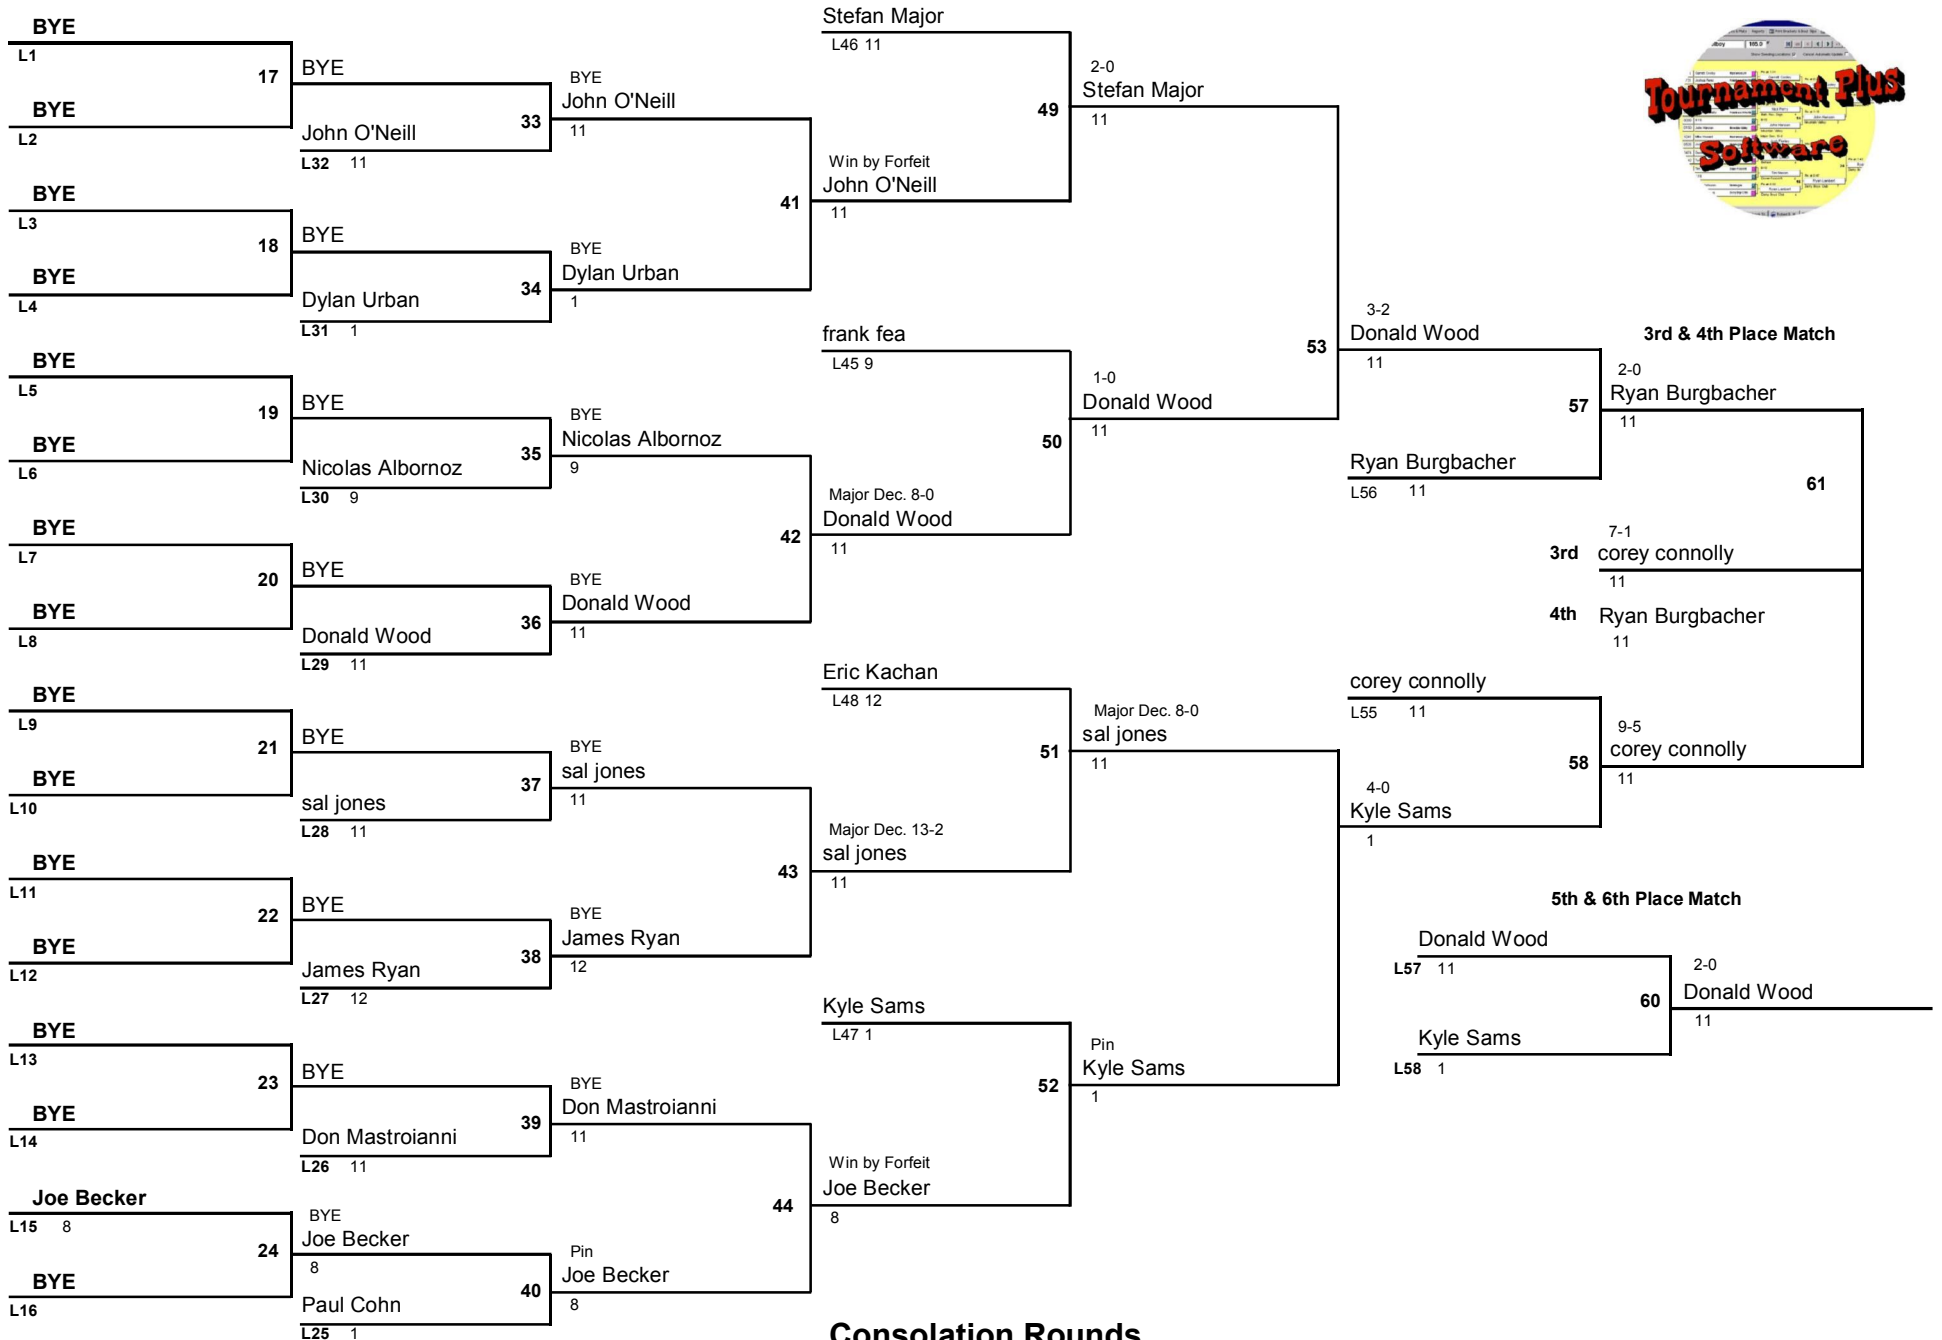 BYE
L1
17
BYE
L2
BYE
L3
18
BYE
L4
BYE
L5
19
BYE
L6
BYE
L7
20
BYE
L8
BYE
L9
21
BYE
L10
BYE
L11
22
BYE
L12
BYE
L13
23
BYE
L14
Joe Becker
L15 8
24
BYE
L16
BYE
33
John O'Neill
L32 11
BYE
34
Dylan Urban
L31 1
BYE
35
Nicolas Albornoz
L30 9
BYE
36
Donald Wood
L29 11
BYE
37
sal jones
L28 11
BYE
38
James Ryan
L27 12
BYE
39
Don Mastroianni
L26 11
BYE
Joe Becker
8
40
Paul Cohn
L25 1
BYE
John O'Neill
11
41
BYE
Dylan Urban
1
BYE
Nicolas Albornoz
9
42
BYE
Donald Wood
11
BYE
sal jones
11
43
BYE
James Ryan
12
BYE
Don Mastroianni
11
44
Pin
Joe Becker
8
Stefan Major
L46 11
49
Win by Forfeit
John O'Neill
11
frank fea
L45 9
50
Major Dec. 8-0
Donald Wood
11
Eric Kachan
L48 12
51
Major Dec. 13-2
sal jones
11
Kyle Sams
L47 1
52
Win by Forfeit
Joe Becker
8
2-0
Stefan Major
11
53
1-0
Donald Wood
11
Major Dec. 8-0
sal jones
11
Pin
Kyle Sams
1
3-2
Donald Wood
11
57
Ryan Burgbacher
L56 11
corey connolly
L55 11
58
4-0
Kyle Sams
1
Tournament Plus
Software
3rd & 4th Place Match
2-0
Ryan Burgbacher
11
61
7-1
3rd corey connolly
11
4th Ryan Burgbacher
11
9-5
corey connolly
11
5th & 6th Place Match
Donald Wood
L57 11
60
Kyle Sams
L58 1
2-0
Donald Wood
11
Consolation Rounds